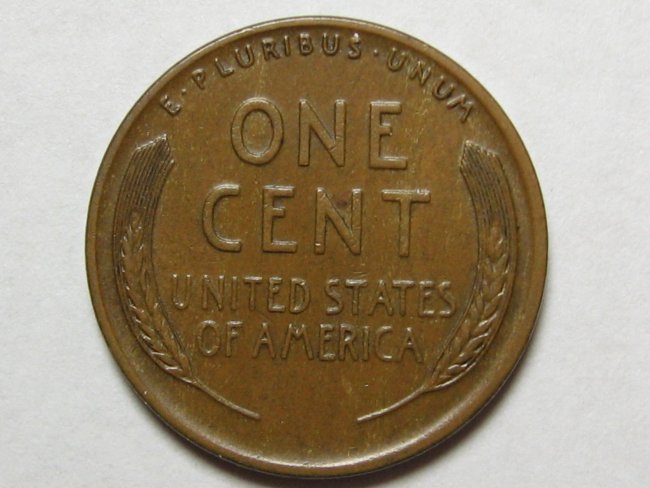 E·PLURIBUS·UNUM
ONE
CENT
UNITED STATES
OF AMERICA